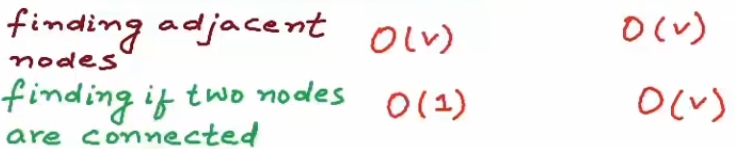 finding adjacent nodes O(v) O(v)
finding if two nodes are connected O(1) O(v)